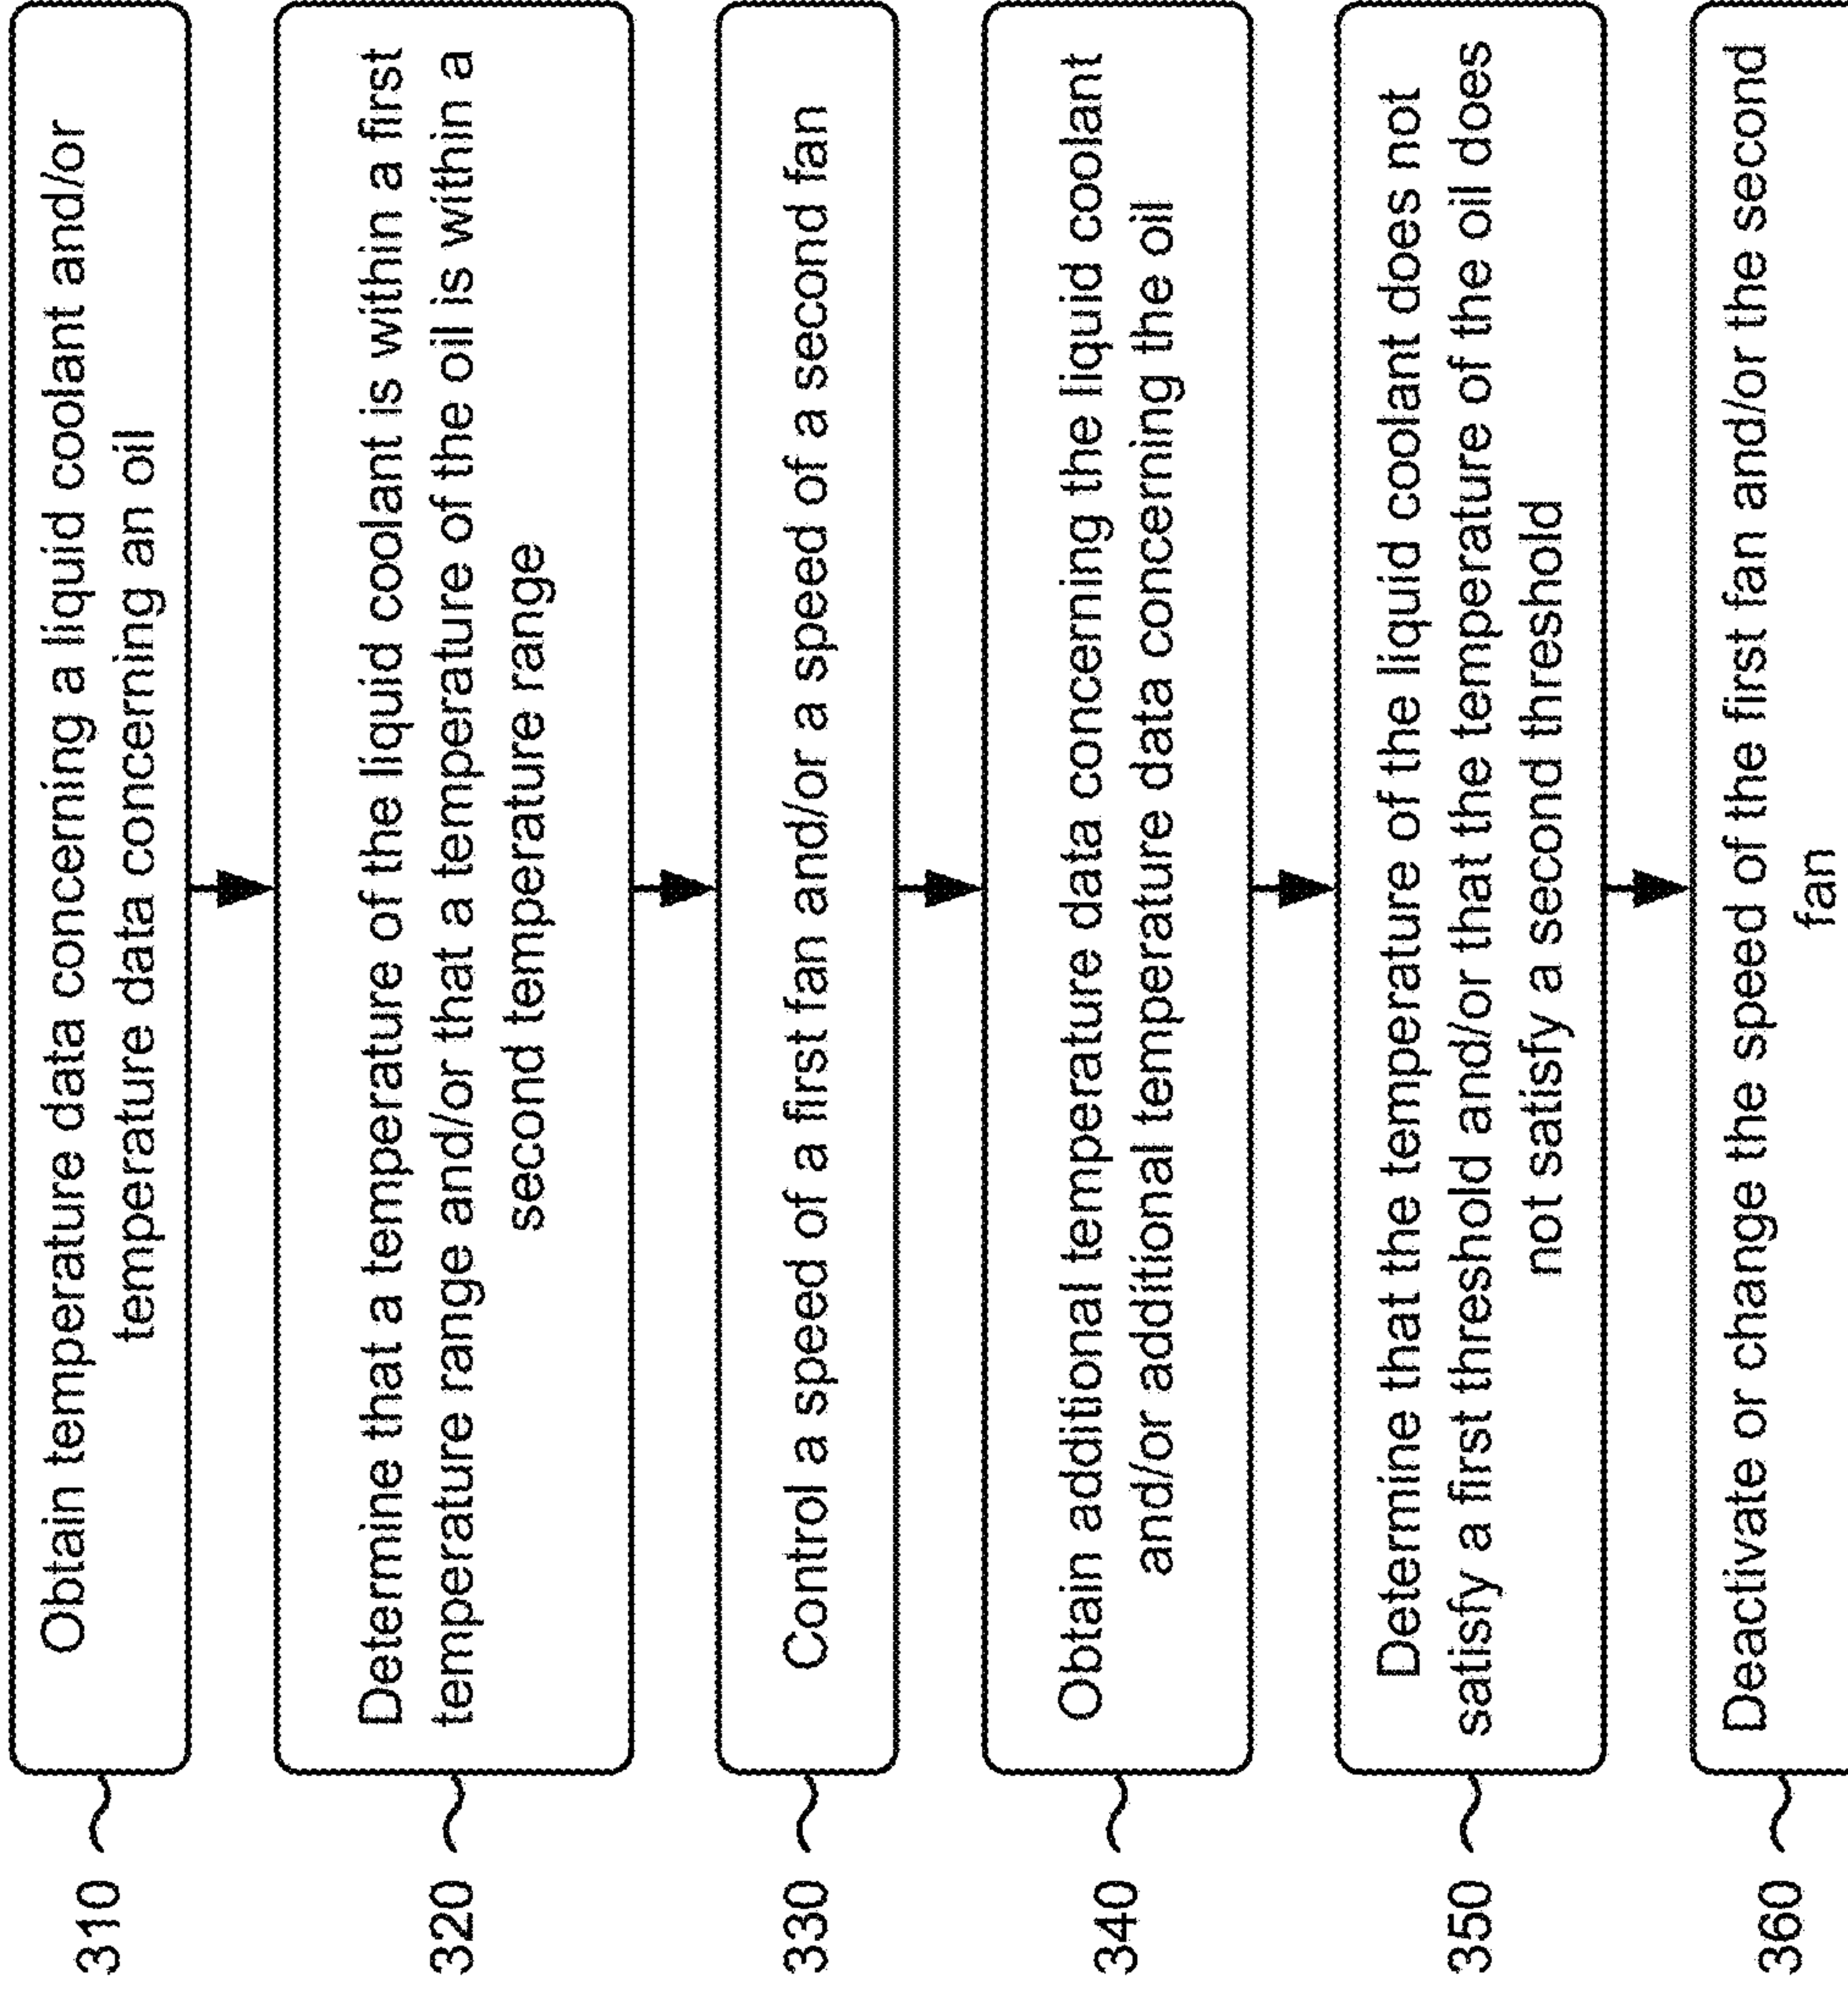 310
Obtain temperature data concerning a liquid coolant and/or
temperature data concerning an oil
320
Determine that a temperature of the liquid coolant is within a first
temperature range and/or that a temperature of the oil is within a
second temperature range
330
Control a speed of a first fan and/or a speed of a second fan
340
Obtain additional temperature data concerning the liquid coolant
and/or additional temperature data concerning the oil
350
Determine that the temperature of the liquid coolant does not
satisfy a first threshold and/or that the temperature of the oil does
not satisfy a second threshold
360
Deactivate or change the speed of the first fan and/or the second
fan